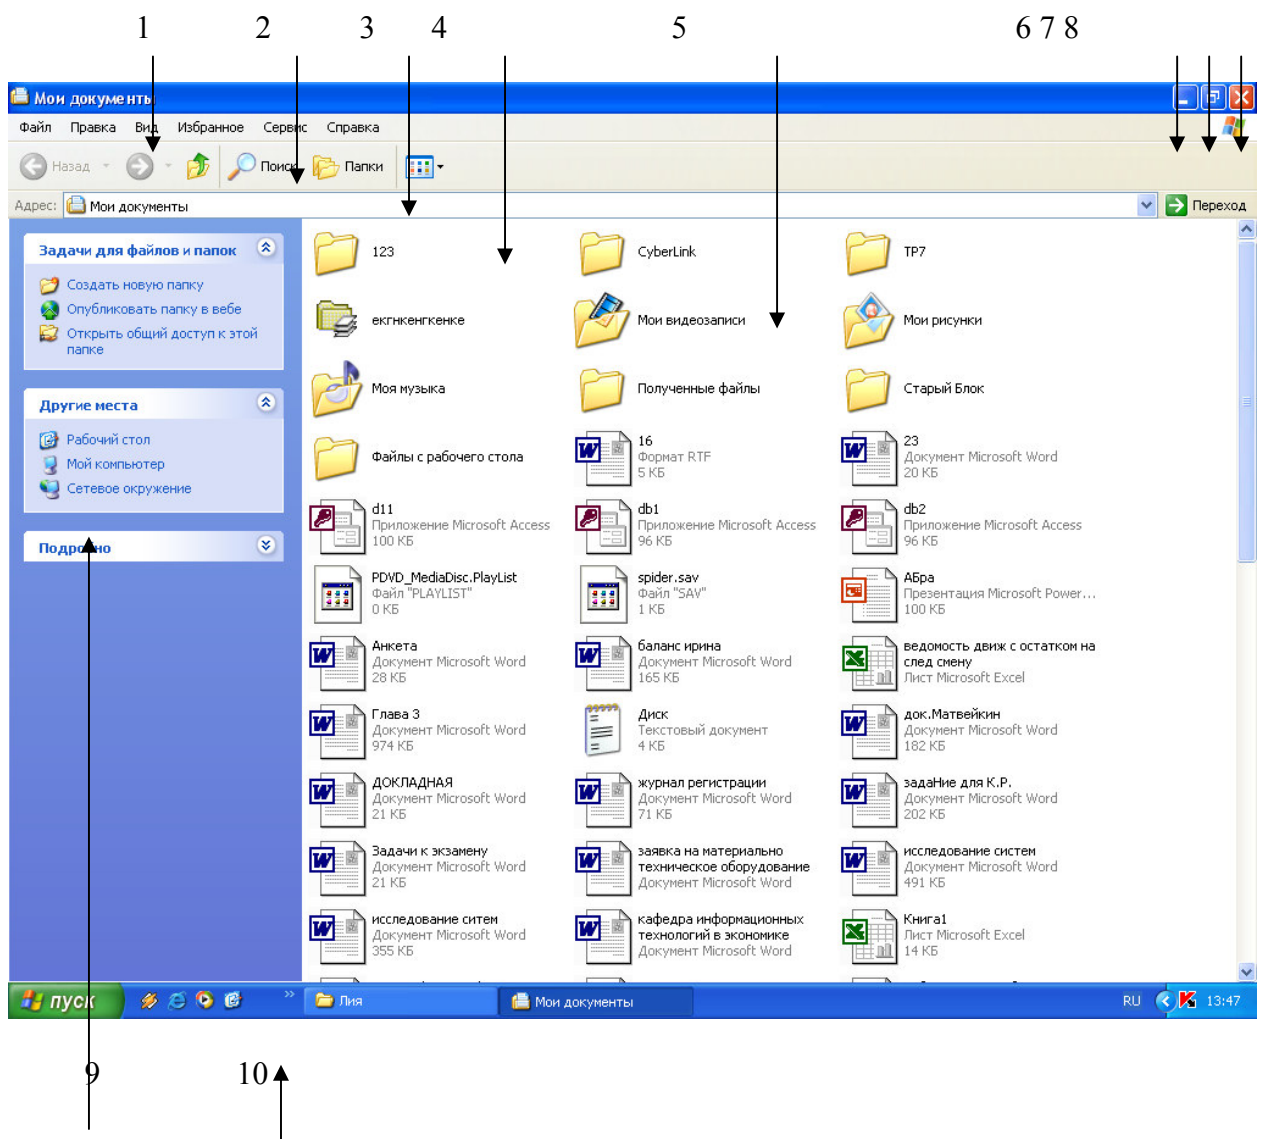 1 2 3 4 5 6 7 8
Мои документы
Файл Правка Вид Избранное Сервис Справка
Назад Поиск Папки
Адрес: Мои документы Переход
Задачи для файлов и папок
Создать новую папку
Опубликовать папку в вебе
Открыть общий доступ к этой
папке
Другие места
Рабочий стол
Мой компьютер
Сетевое окружение
Подробно
123 CyberLink TP7
екгнкенгкенке Мои видеозаписи Мои рисунки
Моя музыка Полученные файлы Старый Блок
Файлы с рабочего стола
16
Формат RTF
5 КБ
23
Документ Microsoft Word
20 КБ
d11
Приложение Microsoft Access
100 КБ
db1
Приложение Microsoft Access
96 КБ
db2
Приложение Microsoft Access
96 КБ
PDVD_MediaDisc.PlayList
Файл "PLAYLIST"
0 КБ
spider.sav
Файл "SAV"
1 КБ
АБра
Презентация Microsoft Power...
100 КБ
Анкета
Документ Microsoft Word
28 КБ
баланс ирина
Документ Microsoft Word
165 КБ
ведомость движ с остатком на
след смену
Лист Microsoft Excel
Глава 3
Документ Microsoft Word
974 КБ
Диск
Текстовый документ
4 КБ
док.Матвейкин
Документ Microsoft Word
182 КБ
ДОКЛАДНАЯ
Документ Microsoft Word
21 КБ
журнал регистрации
Документ Microsoft Word
71 КБ
задаНие для К.Р.
Документ Microsoft Word
202 КБ
Задачи к экзамену
Документ Microsoft Word
21 КБ
заявка на материально
техническое оборудование
Документ Microsoft Word
исследование систем
Документ Microsoft Word
491 КБ
исследование ситем
Документ Microsoft Word
355 КБ
кафедра информационных
технологий в экономике
Документ Microsoft Word
Книга1
Лист Microsoft Excel
14 КБ
пуск Лия Мои документы RU 13:47
9 10